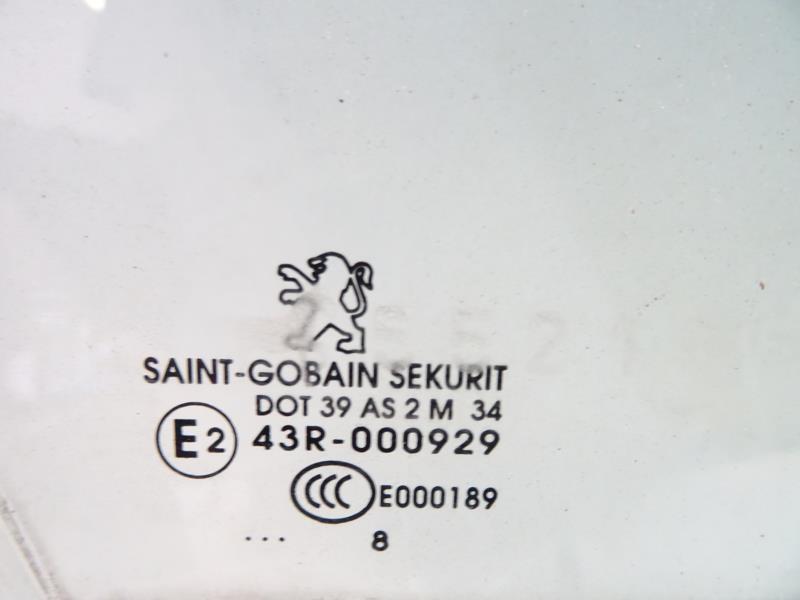 SAINT-GOBAIN SEKURIT
DOT 39 AS 2 M 34
E2 43R-000929
CCC E000189
... 8